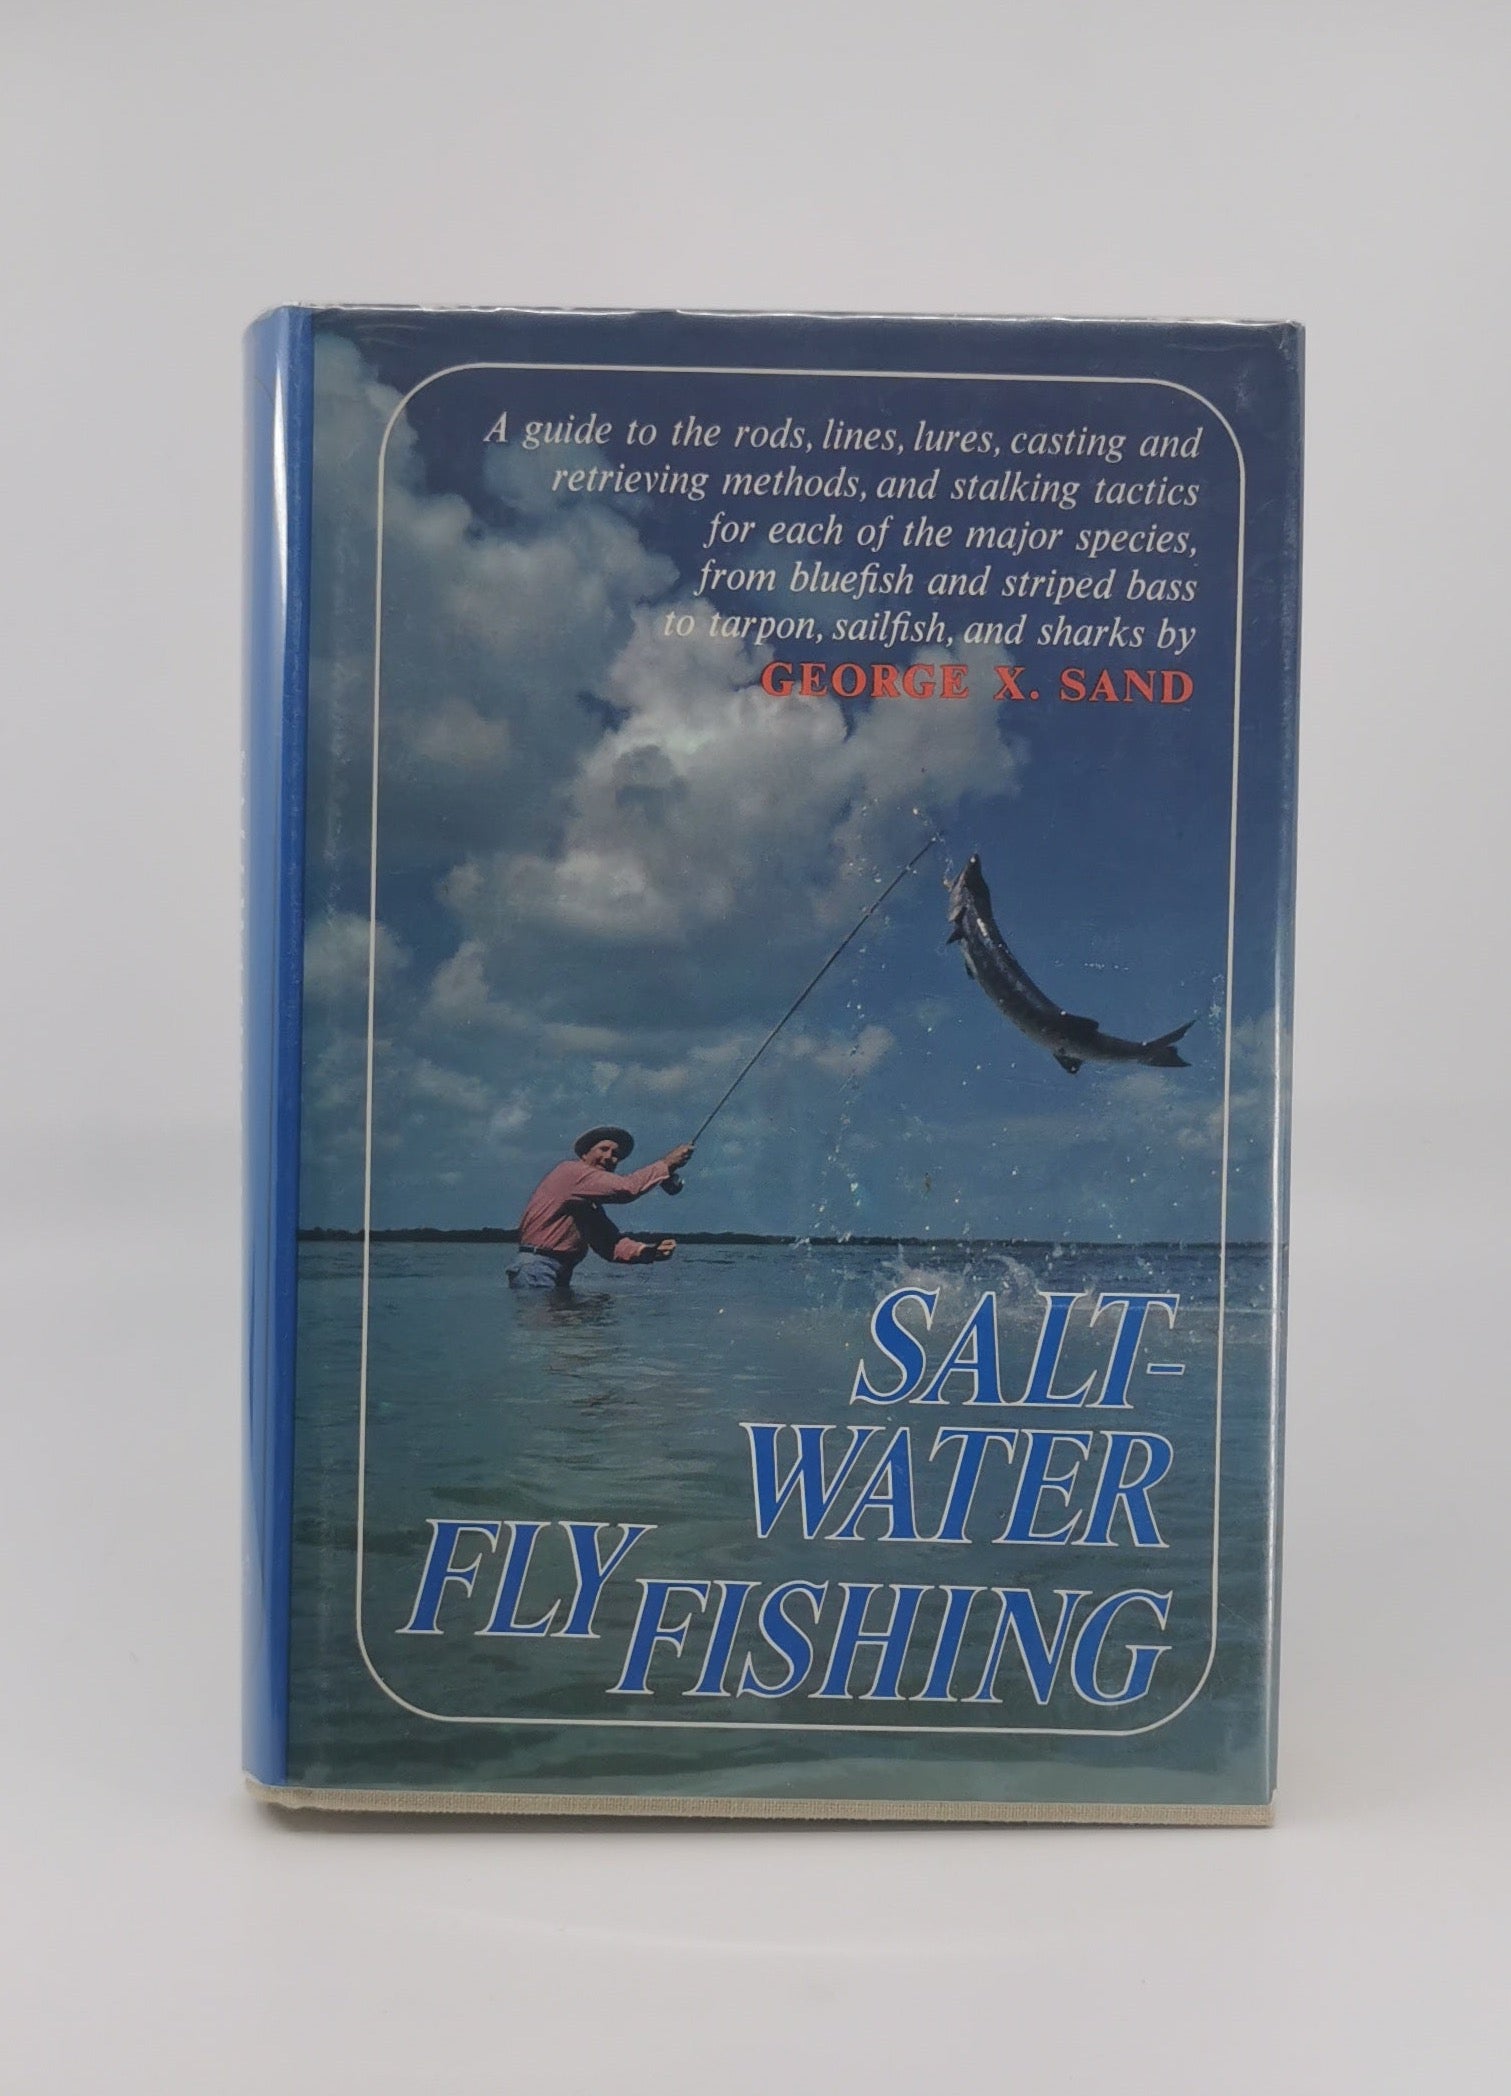 A guide to the rods, lines, lures, casting and
retrieving methods, and stalking tactics
for each of the major species,
from bluefish and striped bass
to tarpon, sailfish, and sharks by
GEORGE X. SAND
SALT-
WATER
FLY FISHING